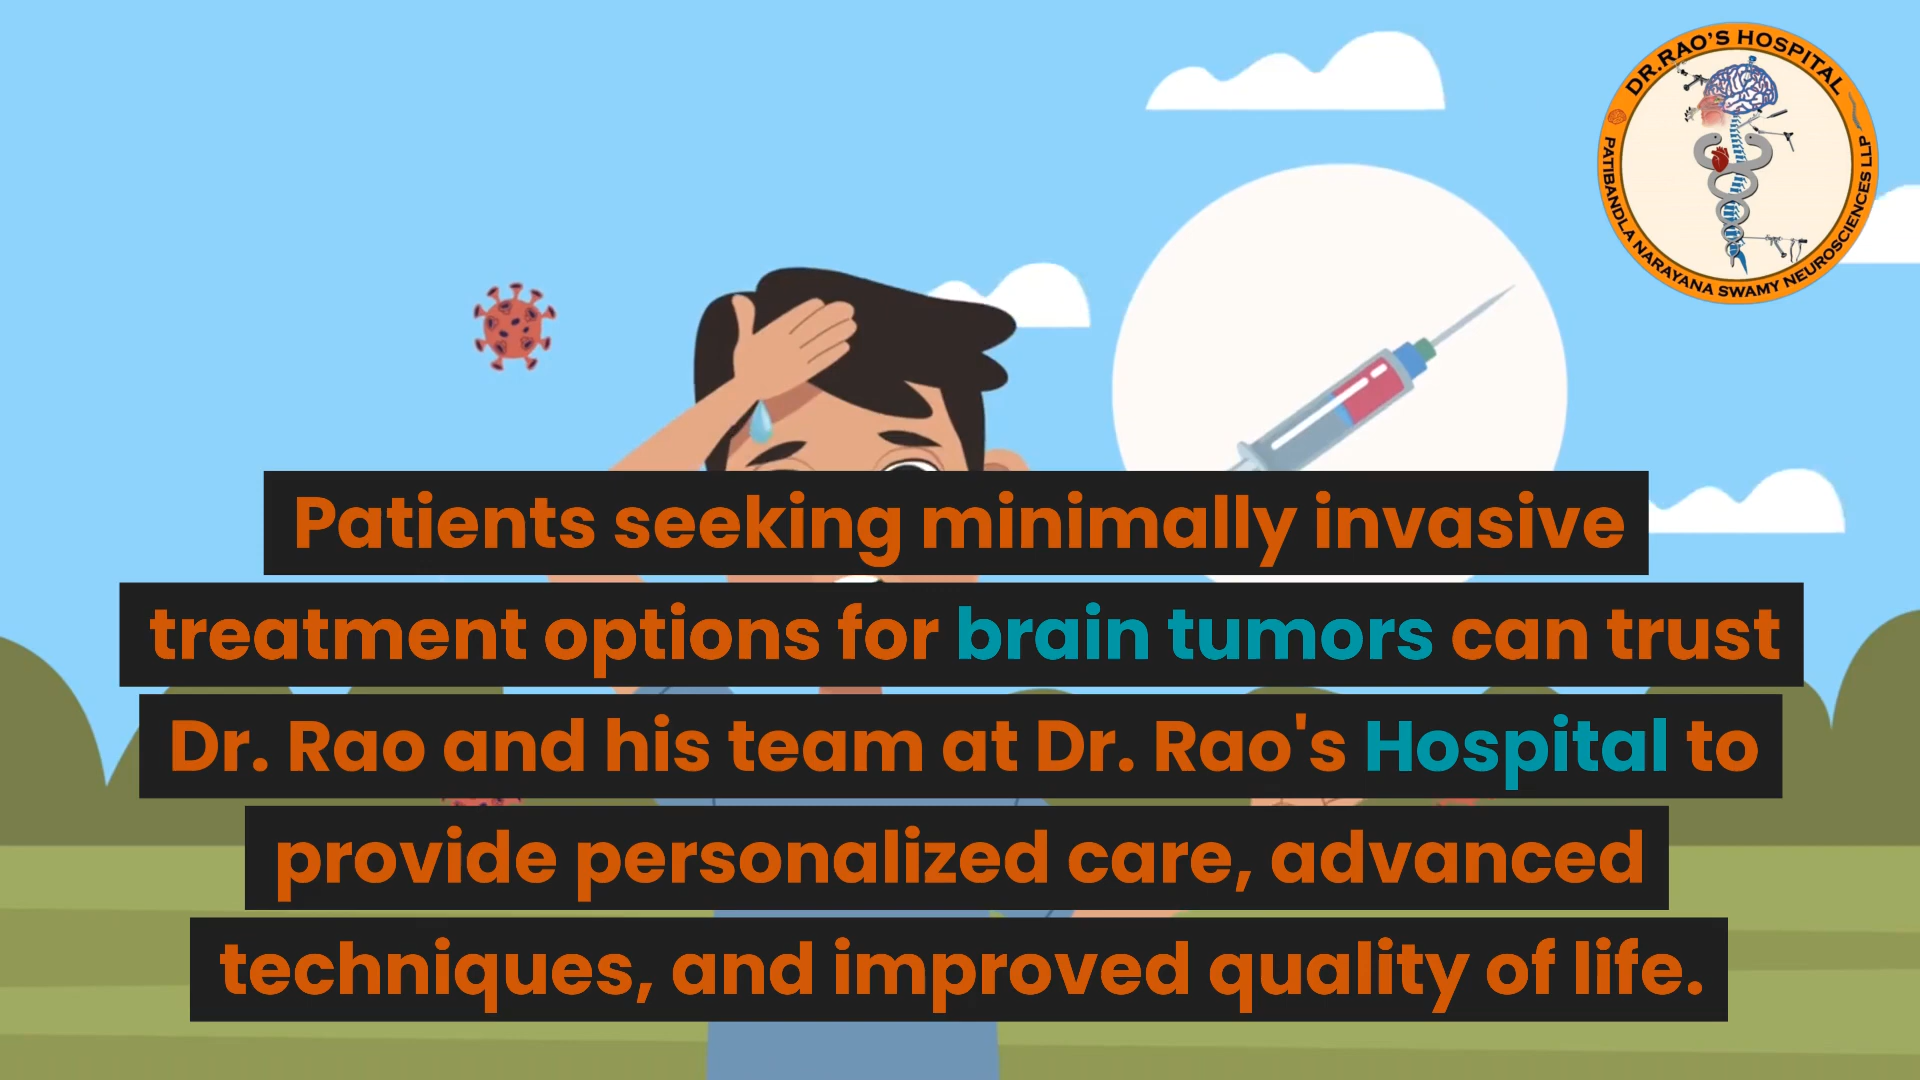 DR.RAO'S HOSPITAL
PATIBANDLA NARAYANA SWAMY NEUROSCIENCES LLP
Patients seeking minimally invasive
treatment options for brain tumors can trust
Dr. Rao and his team at Dr. Rao's Hospital to
provide personalized care, advanced
techniques, and improved quality of life.